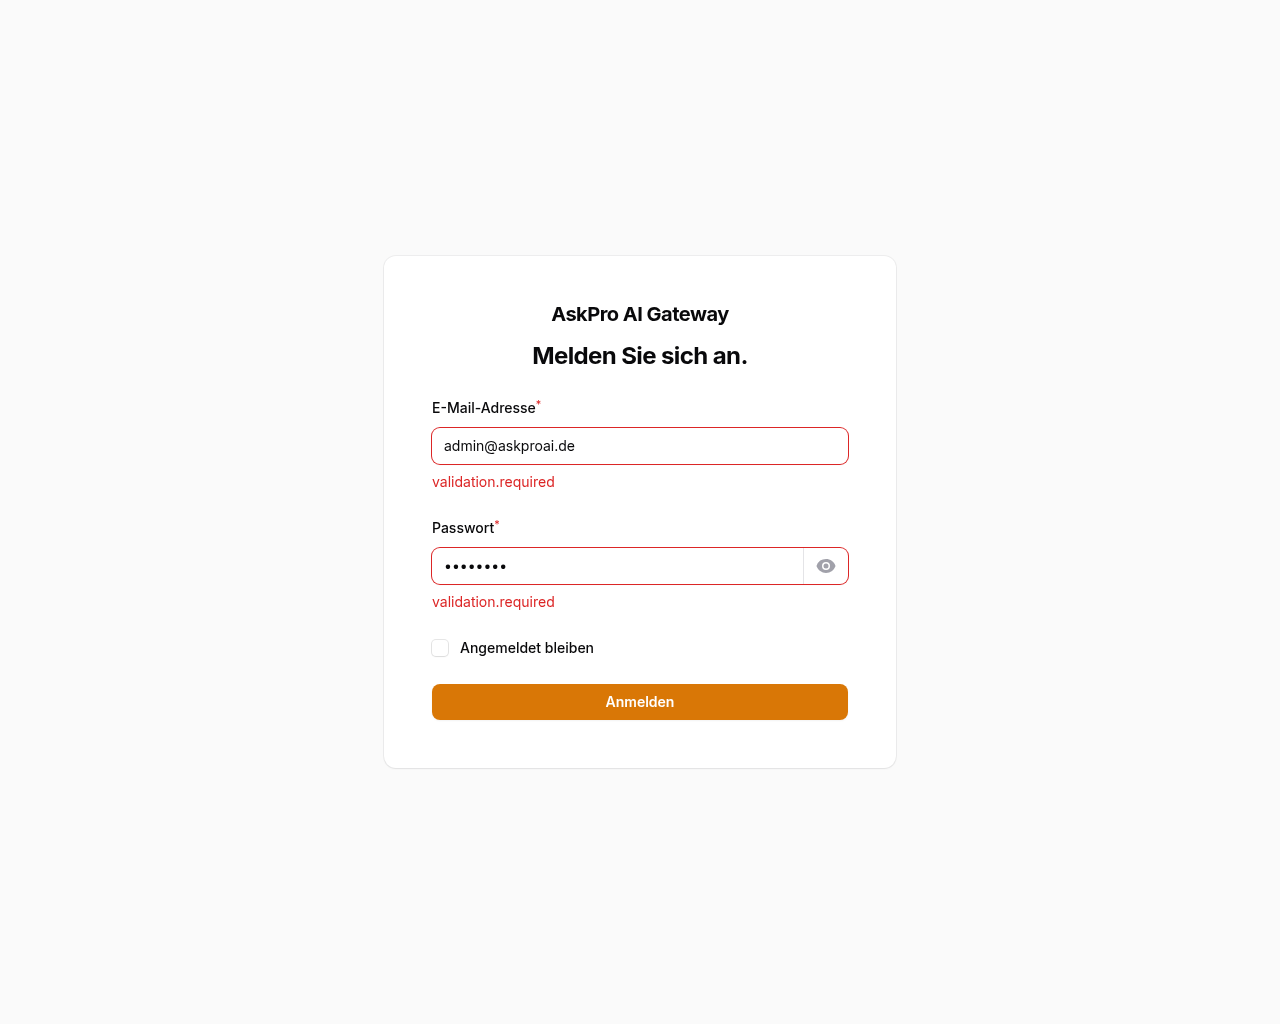 AskPro AI Gateway
Melden Sie sich an.
E-Mail-Adresse*
admin@askproai.de
validation.required
Passwort*
••••••••
validation.required
Angemeldet bleiben
Anmelden